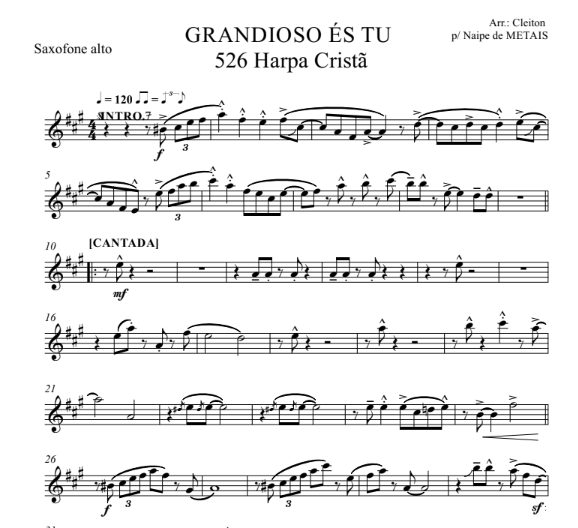 GRANDIOSO ÉS TU
526 Harpa Cristã
Saxofone alto
Arr.: Cleiton
p/ Naipe de METAIS
= 120
3
INTRO.
f
3
5
3
10
[CANTADA]
mf
16
21
26
f
3
3
sf